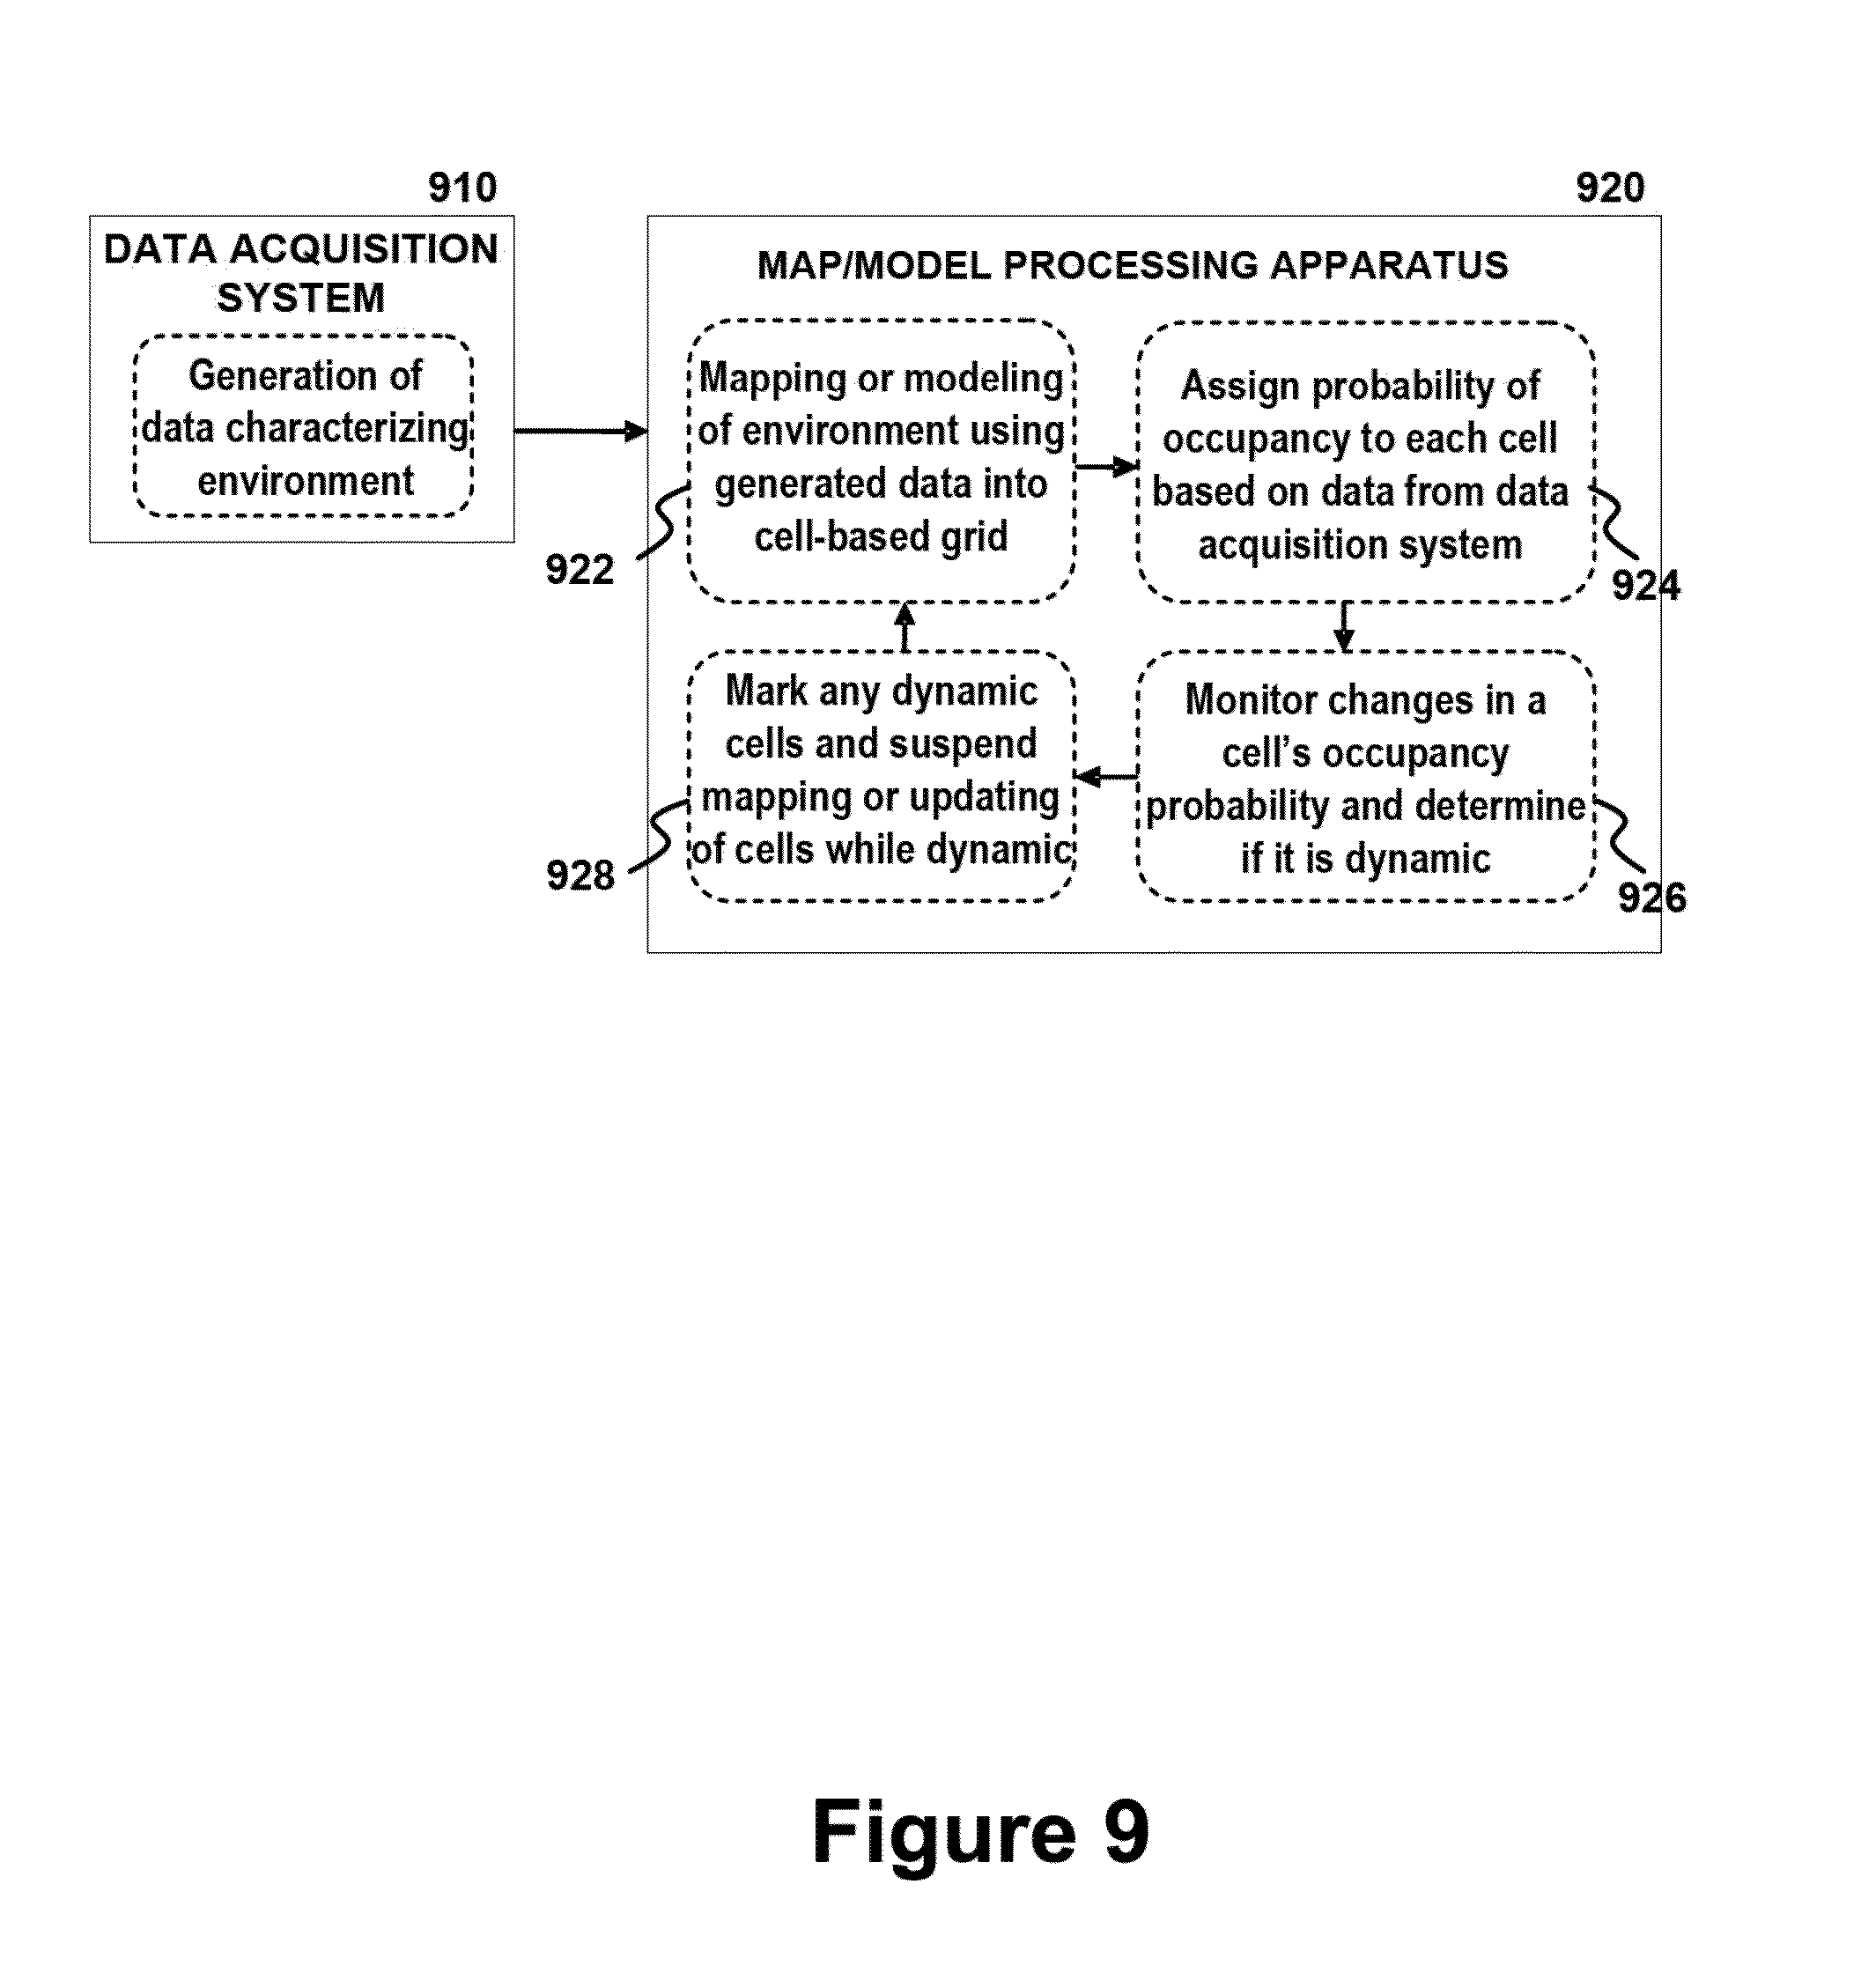 910
DATA ACQUISITION
SYSTEM
Generation of
data characterizing
environment
920
MAP/MODEL PROCESSING APPARATUS
Mapping or modeling
of environment using
generated data into
cell-based grid
922
Assign probability of
occupancy to each cell
based on data from data
acquisition system
924
Mark any dynamic
cells and suspend
mapping or updating
of cells while dynamic
928
Monitor changes in a
cell's occupancy
probability and determine
if it is dynamic
926
Figure 9